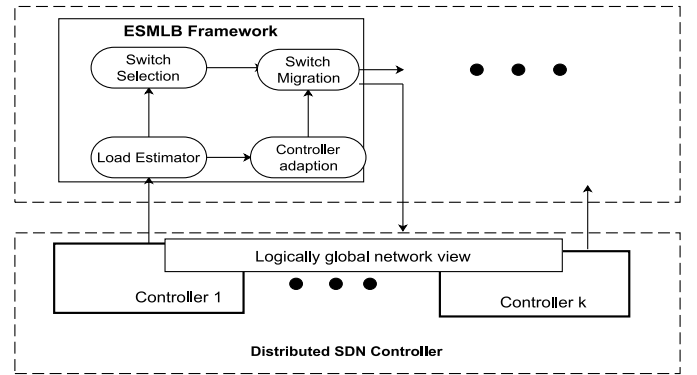 ESMLB Framework
Switch
Selection
Switch
Migration
Load Estimator
Controller
adaption
Logically global network view
Controller 1
Controller k
Distributed SDN Controller